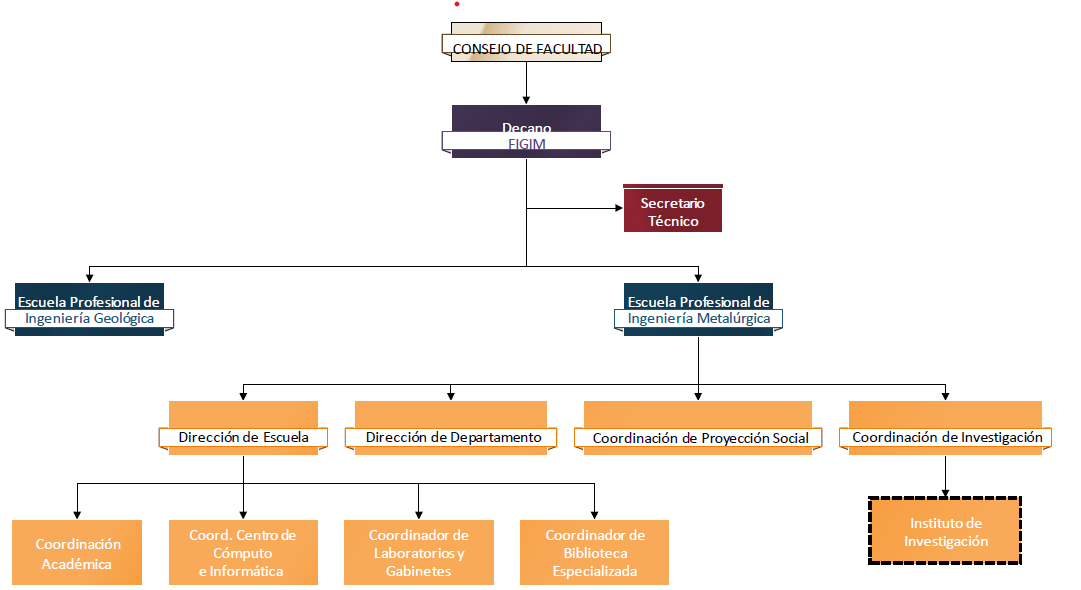 CONSEJO DE FACULTAD
Decano
FIGIM
Secretario
Técnico
Escuela Profesional de
Ingeniería Geológica
Escuela Profesional de
Ingeniería Metalúrgica
Dirección de Escuela
Dirección de Departamento
Coordinación de Proyección Social
Coordinación de Investigación
Coordinación
Académica
Coord. Centro de
Cómputo
e Informática
Coordinador de
Laboratorios y
Gabinetes
Coordinador de
Biblioteca
Especializada
Instituto de
Investigación